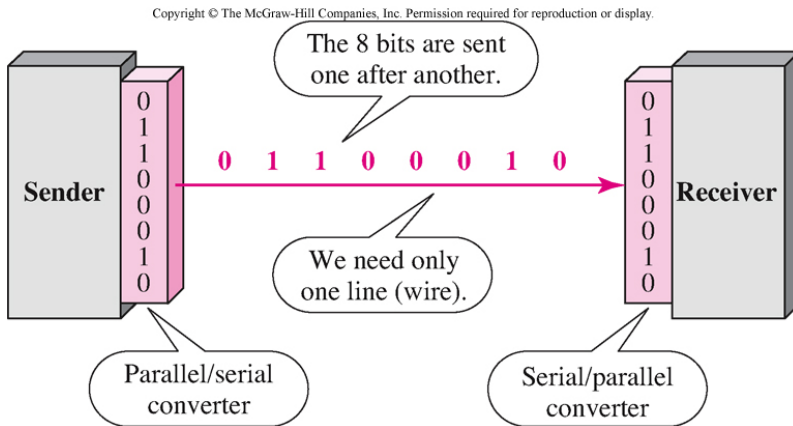 Copyright © The McGraw-Hill Companies, Inc. Permission required for reproduction or display.
The 8 bits are sent
one after another.
0 1 1 0 0 0 1 0
Sender
0
1
1
0
0
0
1
0
We need only
one line (wire).
0
1
1
0
0
0
1
0
Receiver
Parallel/serial
converter
Serial/parallel
converter